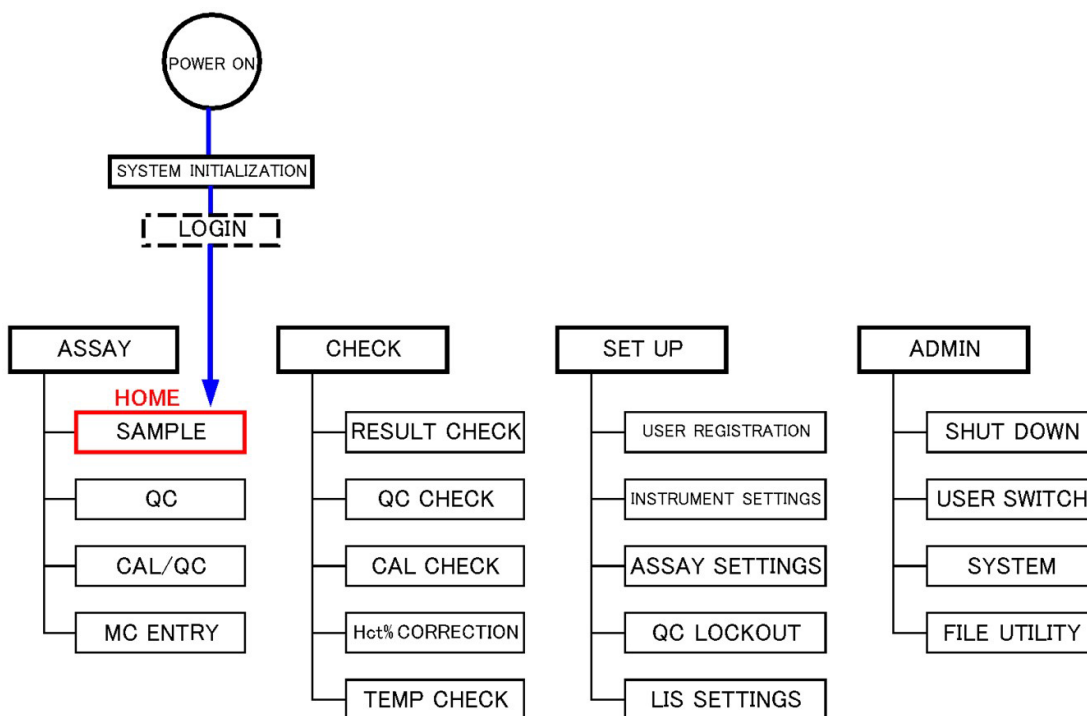 POWER ON
SYSTEM INITIALIZATION
LOGIN
ASSAY
CHECK
SET UP
ADMIN
HOME
SAMPLE
RESULT CHECK
USER REGISTRATION
SHUT DOWN
QC
QC CHECK
INSTRUMENT SETTINGS
USER SWITCH
CAL/QC
CAL CHECK
ASSAY SETTINGS
SYSTEM
MC ENTRY
Hct% CORRECTION
QC LOCKOUT
FILE UTILITY
TEMP CHECK
LIS SETTINGS